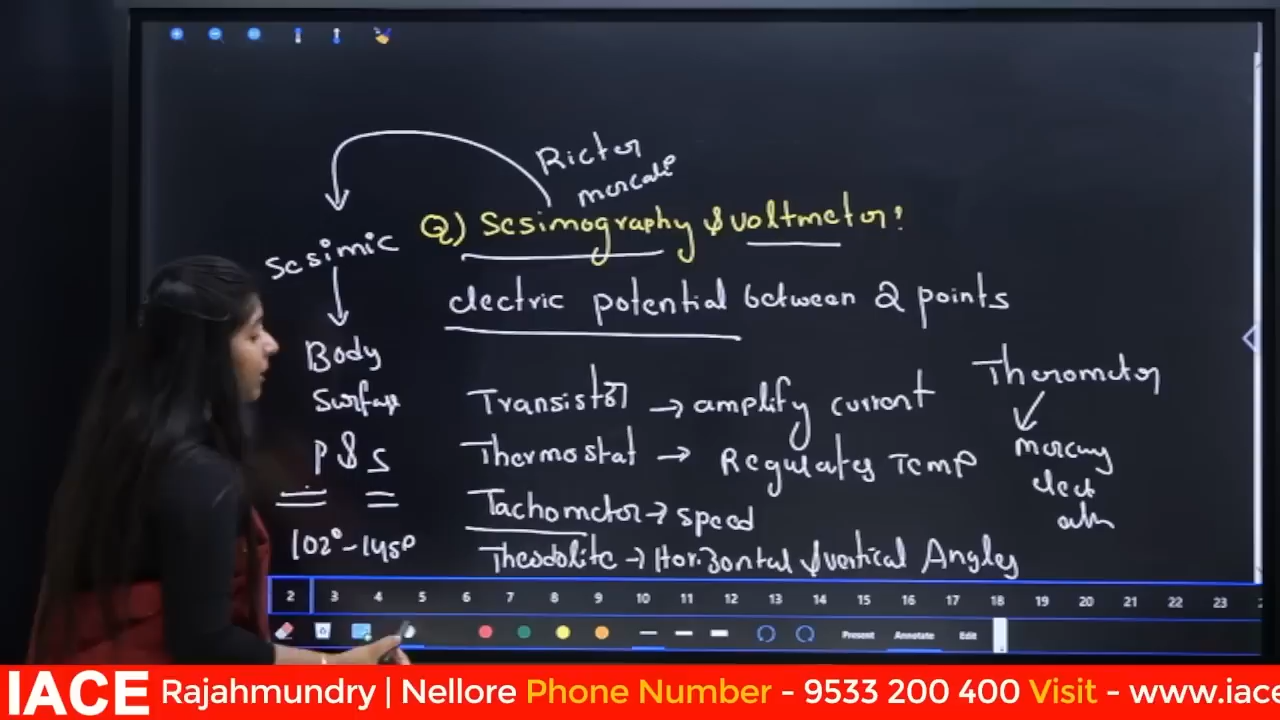 Ricter
mercali
Q) Sesimography & voltmeter?
Sesimic
electric potential between 2 points
Body
Surface
P & S
102° - 145°
Transistor → amplify current
Thermostat → Regulates Temp
Tachometer → speed
Theodolite → Horizontal & vertical Angles
Therometer
mercury
elect
2 3 4 5 6 7 8 9 10 11 12 13 14 15 16 17 18 19 20 21 22 23
Present Annotate Edit
IACE Rajahmundry | Nellore Phone Number - 9533 200 400 Visit - www.iace